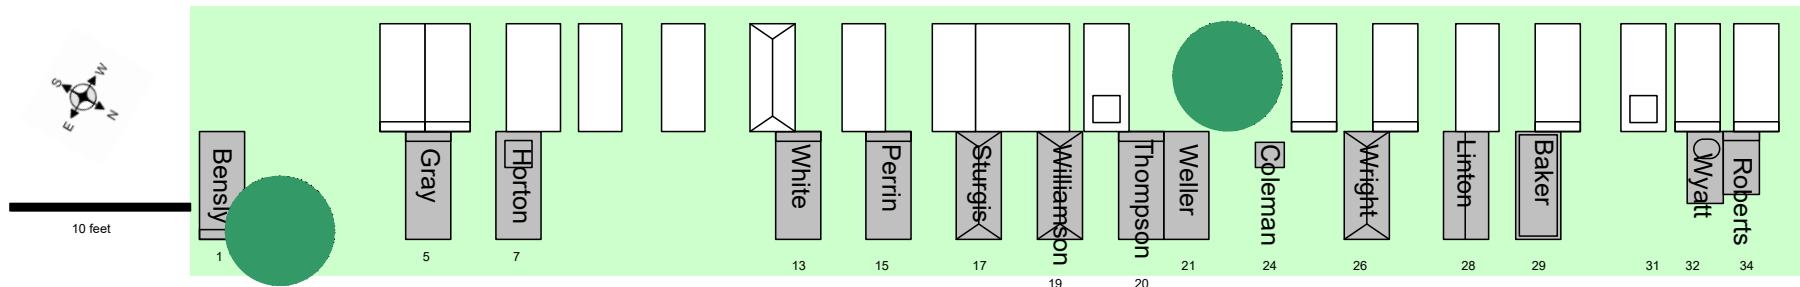 S
W
E
N
10 feet
Bensly
Gray
Horton
White
Perrin
Sturgis
Williamson
Thompson
Weller
Coleman
Wright
Linton
Baker
Wyatt
Roberts
1
5
7
13
15
17
19
20
21
24
26
28
29
31
32
34